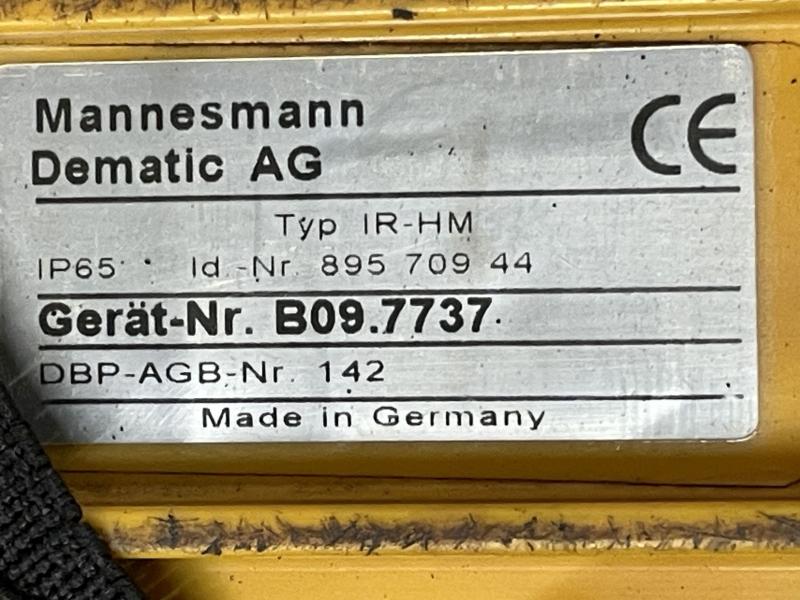 Mannesmann
Dematic AG
CE
Typ IR-HM
IP65 Id.-Nr. 895 709 44
Gerät-Nr. B09.7737
DBP-AGB-Nr. 142
Made in Germany